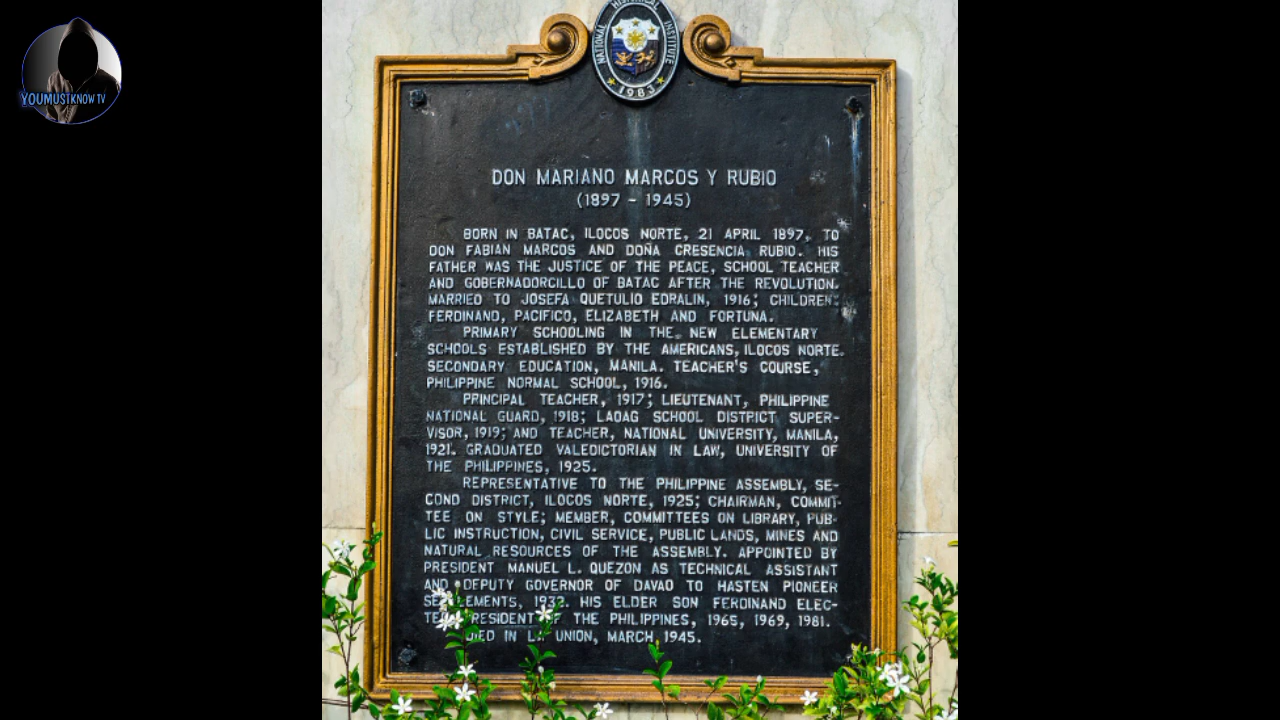 YOUMUSTKNOW TV
NATIONAL HISTORICAL INSTITUTE
1983
DON MARIANO MARCOS Y RUBIO
(1897 - 1945)
BORN IN BATAC, ILOCOS NORTE, 21 APRIL 1897, TO
DON FABIAN MARCOS AND DOÑA CRESENCIA RUBIO. HIS
FATHER WAS THE JUSTICE OF THE PEACE, SCHOOL TEACHER
AND GOBERNADORCILLO OF BATAC AFTER THE REVOLUTION.
MARRIED TO JOSEFA QUETULIO EDRALIN, 1916; CHILDREN:
FERDINAND, PACIFICO, ELIZABETH AND FORTUNA.
PRIMARY SCHOOLING IN THE NEW ELEMENTARY
SCHOOLS ESTABLISHED BY THE AMERICANS, ILOCOS NORTE.
SECONDARY EDUCATION, MANILA. TEACHER'S COURSE,
PHILIPPINE NORMAL SCHOOL, 1916.
PRINCIPAL TEACHER, 1917; LIEUTENANT, PHILIPPINE
NATIONAL GUARD, 1918; LAOAG SCHOOL DISTRICT SUPER-
VISOR, 1919; AND TEACHER, NATIONAL UNIVERSITY, MANILA,
1921. GRADUATED VALEDICTORIAN IN LAW, UNIVERSITY OF
THE PHILIPPINES, 1925.
REPRESENTATIVE TO THE PHILIPPINE ASSEMBLY, SE-
COND DISTRICT, ILOCOS NORTE, 1925; CHAIRMAN, COMMIT-
TEE ON STYLE; MEMBER, COMMITTEES ON LIBRARY, PUB-
LIC INSTRUCTION, CIVIL SERVICE, PUBLIC LANDS, MINES AND
NATURAL RESOURCES OF THE ASSEMBLY. APPOINTED BY
PRESIDENT MANUEL L. QUEZON AS TECHNICAL ASSISTANT
AND DEPUTY GOVERNOR OF DAVAO TO HASTEN PIONEER
SETTLEMENTS, 1932. HIS ELDER SON FERDINAND ELEC-
TED PRESIDENT OF THE PHILIPPINES, 1965, 1969, 1981.
DIED IN LA UNION, MARCH 1945.